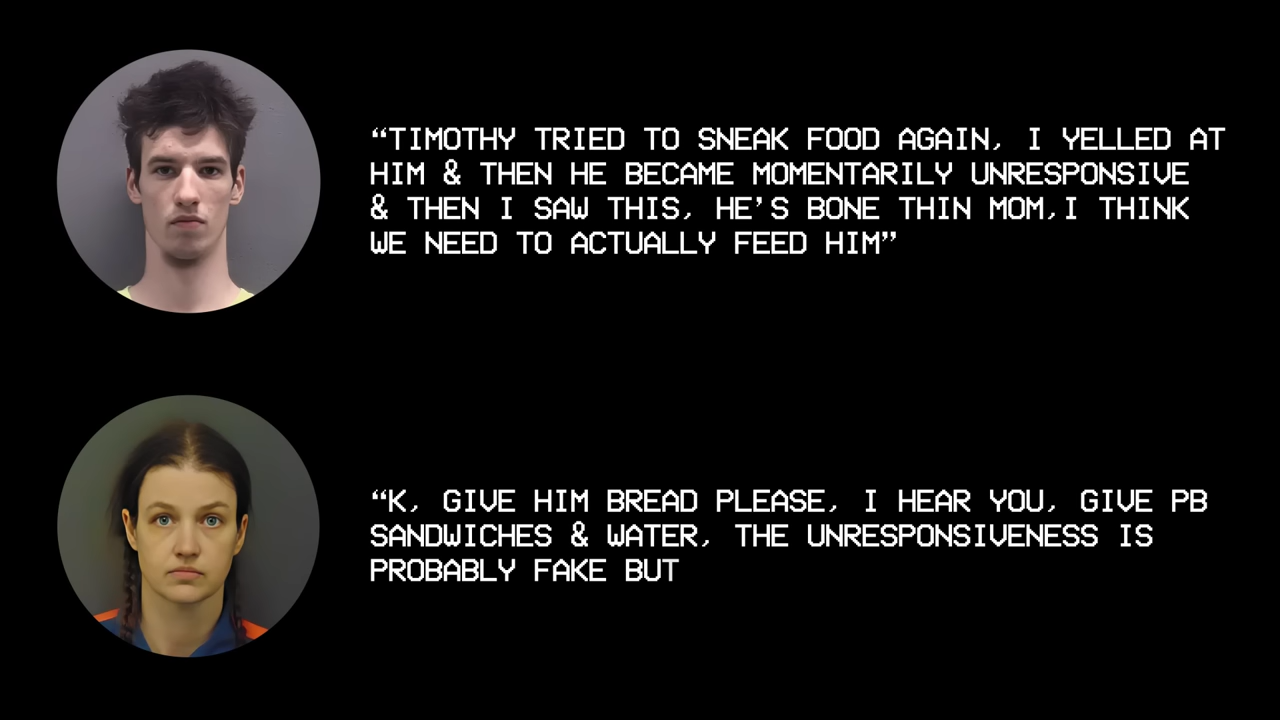 “TIMOTHY TRIED TO SNEAK FOOD AGAIN, I YELLED AT
HIM & THEN HE BECAME MOMENTARILY UNRESPONSIVE
& THEN I SAW THIS, HE’S BONE THIN MOM,I THINK
WE NEED TO ACTUALLY FEED HIM”
“K, GIVE HIM BREAD PLEASE, I HEAR YOU, GIVE PB
SANDWICHES & WATER, THE UNRESPONSIVENESS IS
PROBABLY FAKE BUT